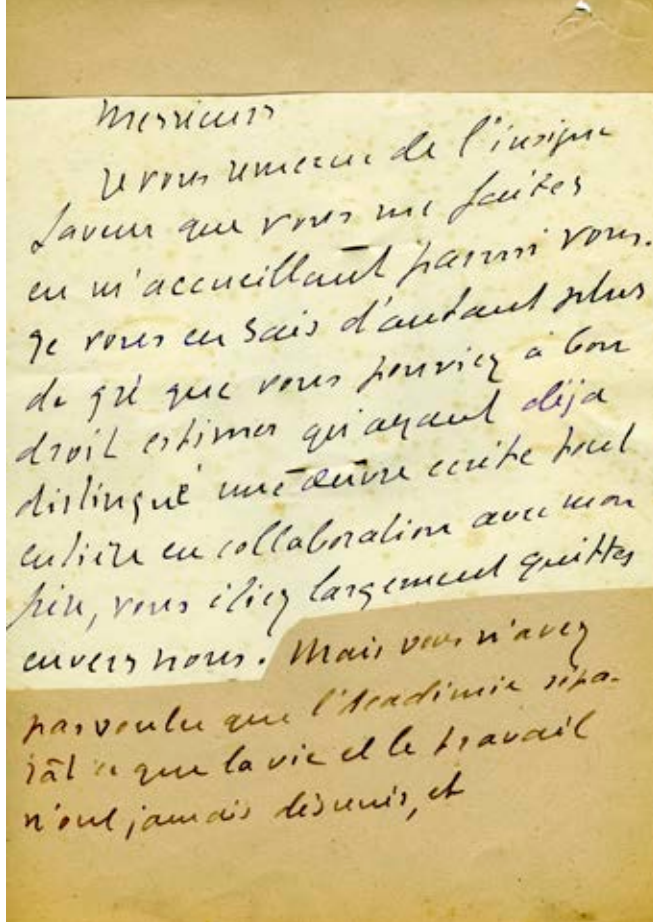 Messieurs
Je vous remercie de l'insigne
faveur que vous me faites
en m'accueillant parmi vous.
Je vous en sais d'autant plus
de gré que vous pouviez à bon
droit estimer qu'ayant déjà
distingué une œuvre écrite tout
entière en collaboration avec mon
frère, vous étiez largement quittes
envers nous. Mais vous n'avez
pas voulu que l'Académie sépa-
rât ce que la vie et le travail
n'ont jamais désunis, et